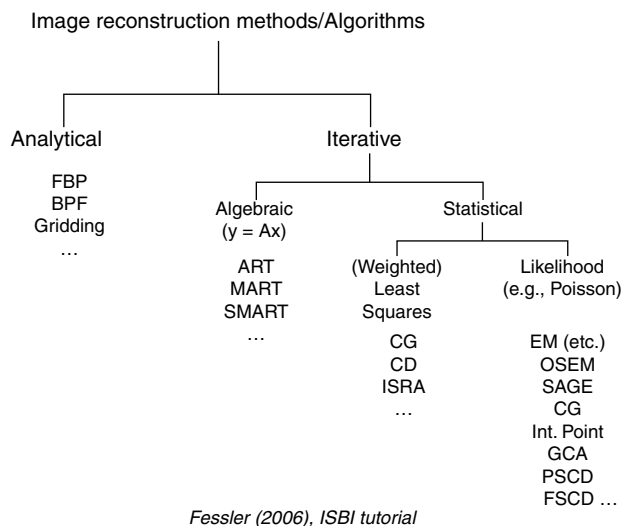 Image reconstruction methods/Algorithms
Analytical
FBP
BPF
Gridding
…
Iterative
Algebraic
(y = Ax)
ART
MART
SMART
…
Statistical
(Weighted)
Least
Squares
CG
CD
ISRA
…
Likelihood
(e.g., Poisson)
EM (etc.)
OSEM
SAGE
CG
Int. Point
GCA
PSCD
FSCD …
Fessler (2006), ISBI tutorial